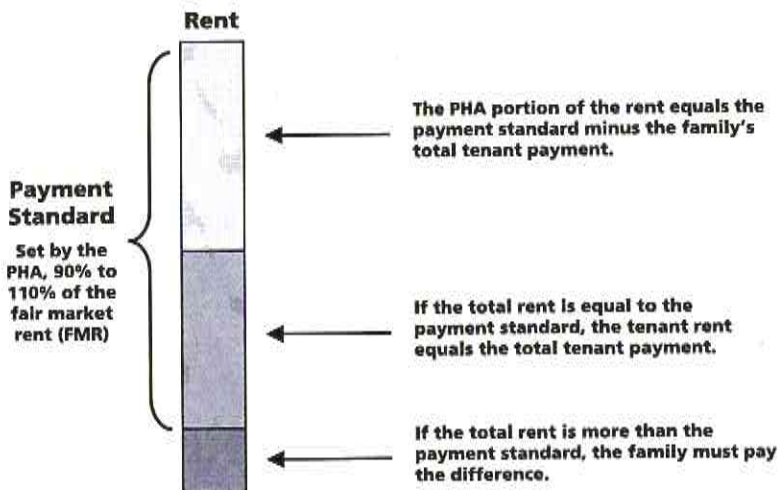 Rent
The PHA portion of the rent equals the
payment standard minus the family's
total tenant payment.
Payment
Standard
Set by the
PHA, 90% to
110% of the
fair market
rent (FMR)
If the total rent is equal to the
payment standard, the tenant rent
equals the total tenant payment.
If the total rent is more than the
payment standard, the family must pay
the difference.